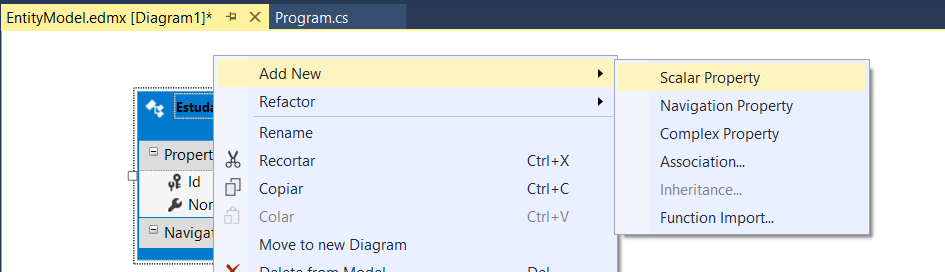 EntityModel.edmx [Diagram1]* Program.cs
Add New
Scalar Property
Refactor
Navigation Property
Rename
Complex Property
Recortar Ctrl+X
Association...
Copiar Ctrl+C
Inheritance...
Colar Ctrl+V
Function Import...
Move to new Diagram
Delete from Model Del
Estuda
Propert
Id
Nor
Navigat